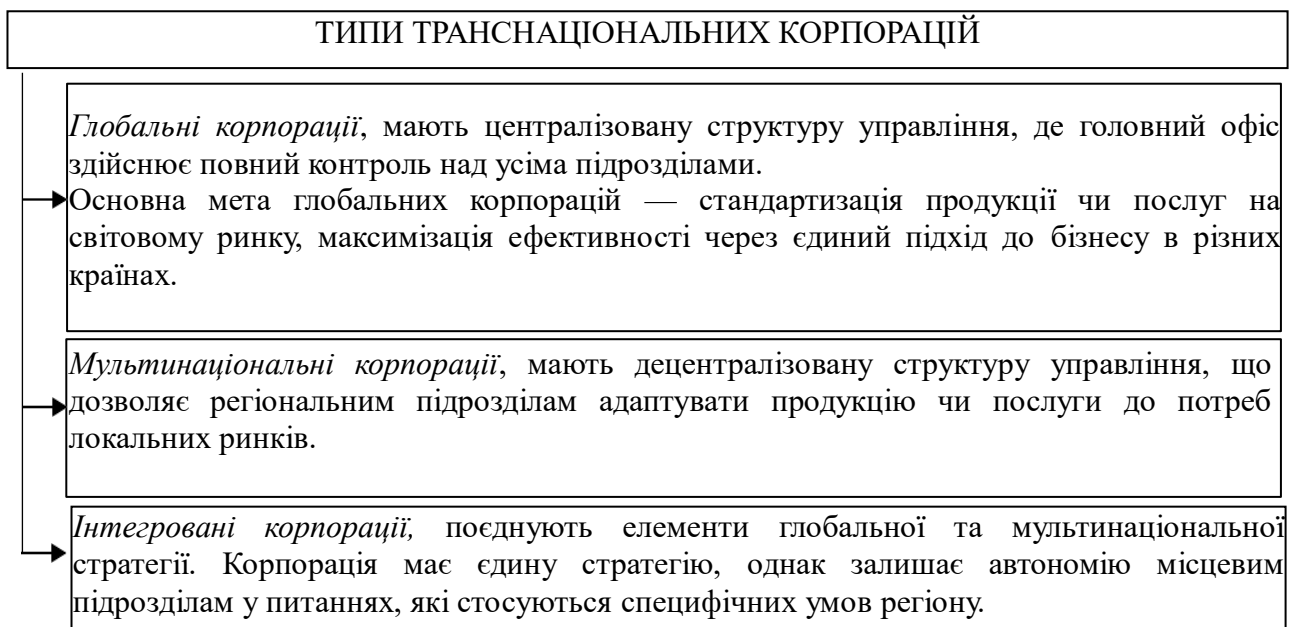 ТИПИ ТРАНСНАЦІОНАЛЬНИХ КОРПОРАЦІЙ
Глобальні корпорації, мають централізовану структуру управління, де головний офіс
здійснює повний контроль над усіма підрозділами.
Основна мета глобальних корпорацій — стандартизація продукції чи послуг на
світовому ринку, максимізація ефективності через єдиний підхід до бізнесу в різних
країнах.
Мультинаціональні корпорації, мають децентралізовану структуру управління, що
дозволяє регіональним підрозділам адаптувати продукцію чи послуги до потреб
локальних ринків.
Інтегровані корпорації, поєднують елементи глобальної та мультинаціональної
стратегії. Корпорація має єдину стратегію, однак залишає автономію місцевим
підрозділам у питаннях, які стосуються специфічних умов регіону.